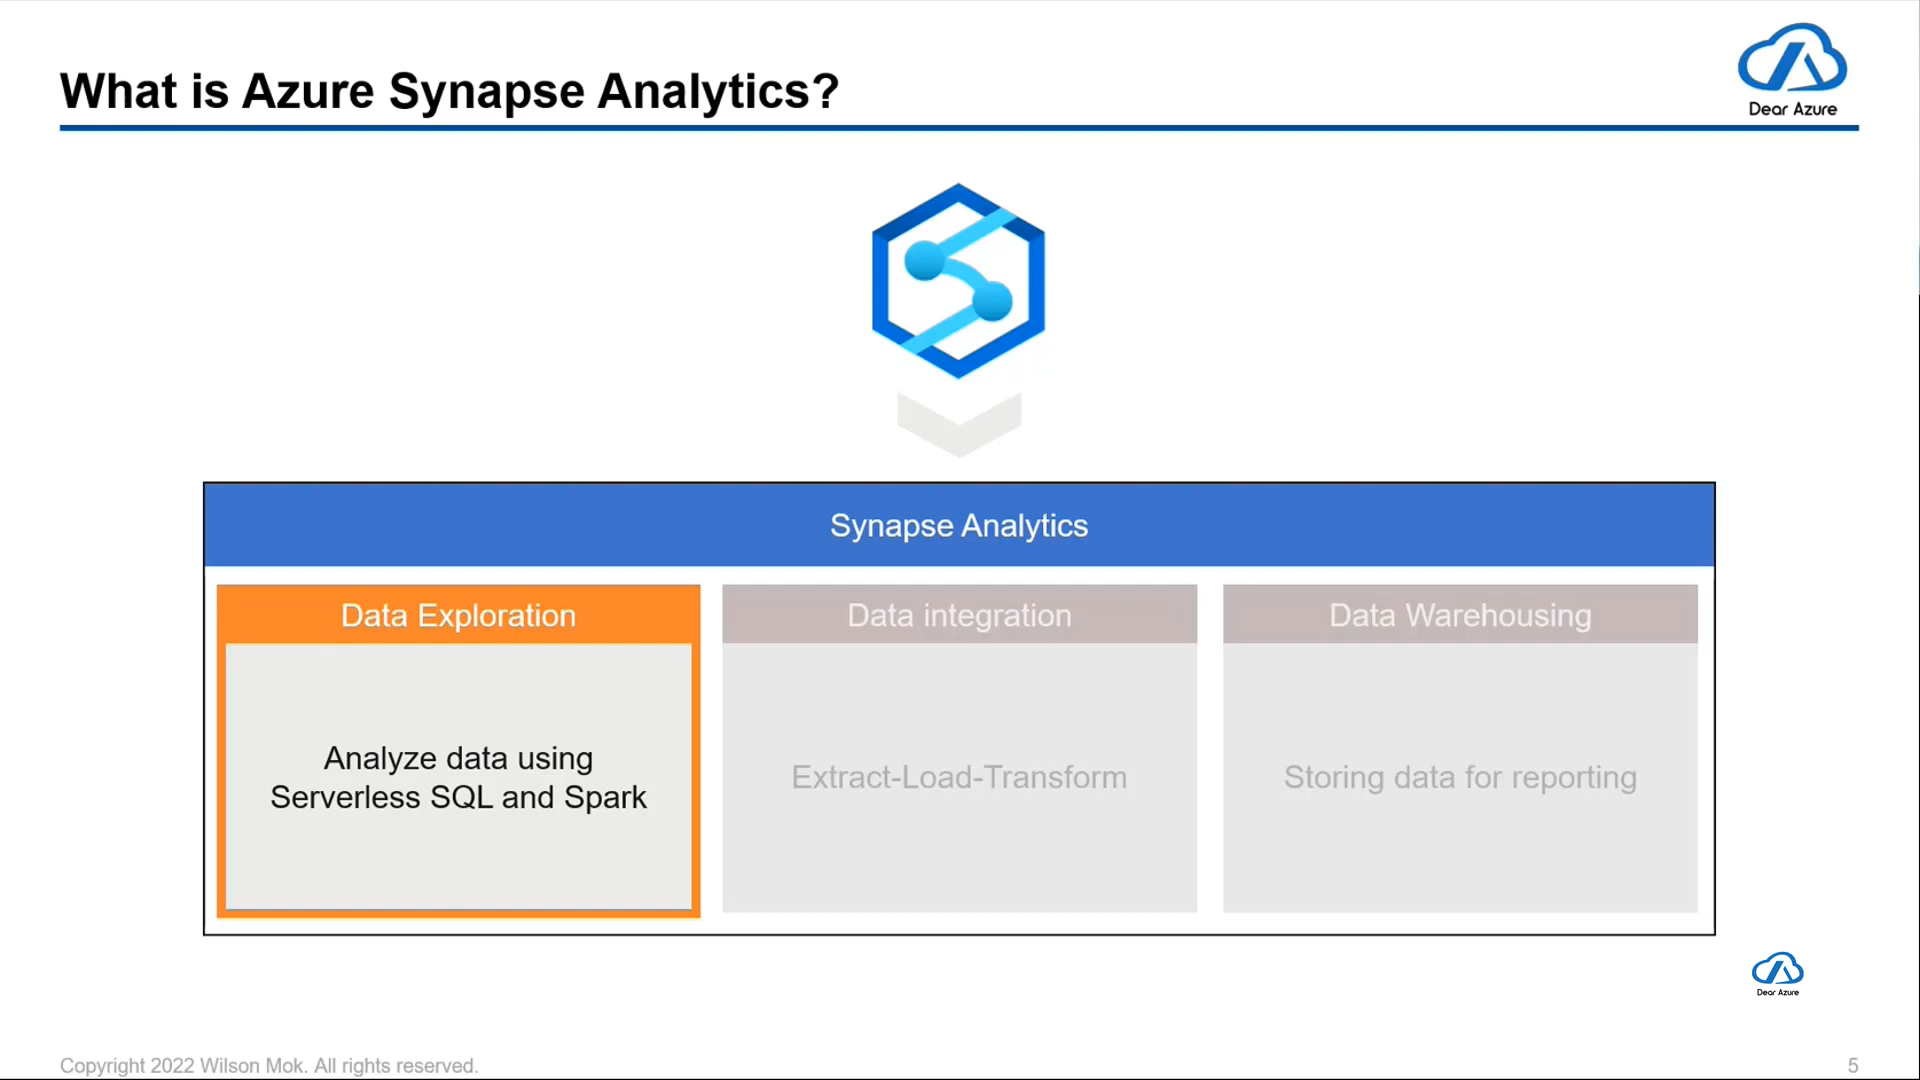 What is Azure Synapse Analytics?
Dear Azure
Synapse Analytics
Data Exploration
Analyze data using
Serverless SQL and Spark
Data integration
Extract-Load-Transform
Data Warehousing
Storing data for reporting
Dear Azure
Copyright 2022 Wilson Mok. All rights reserved.
5